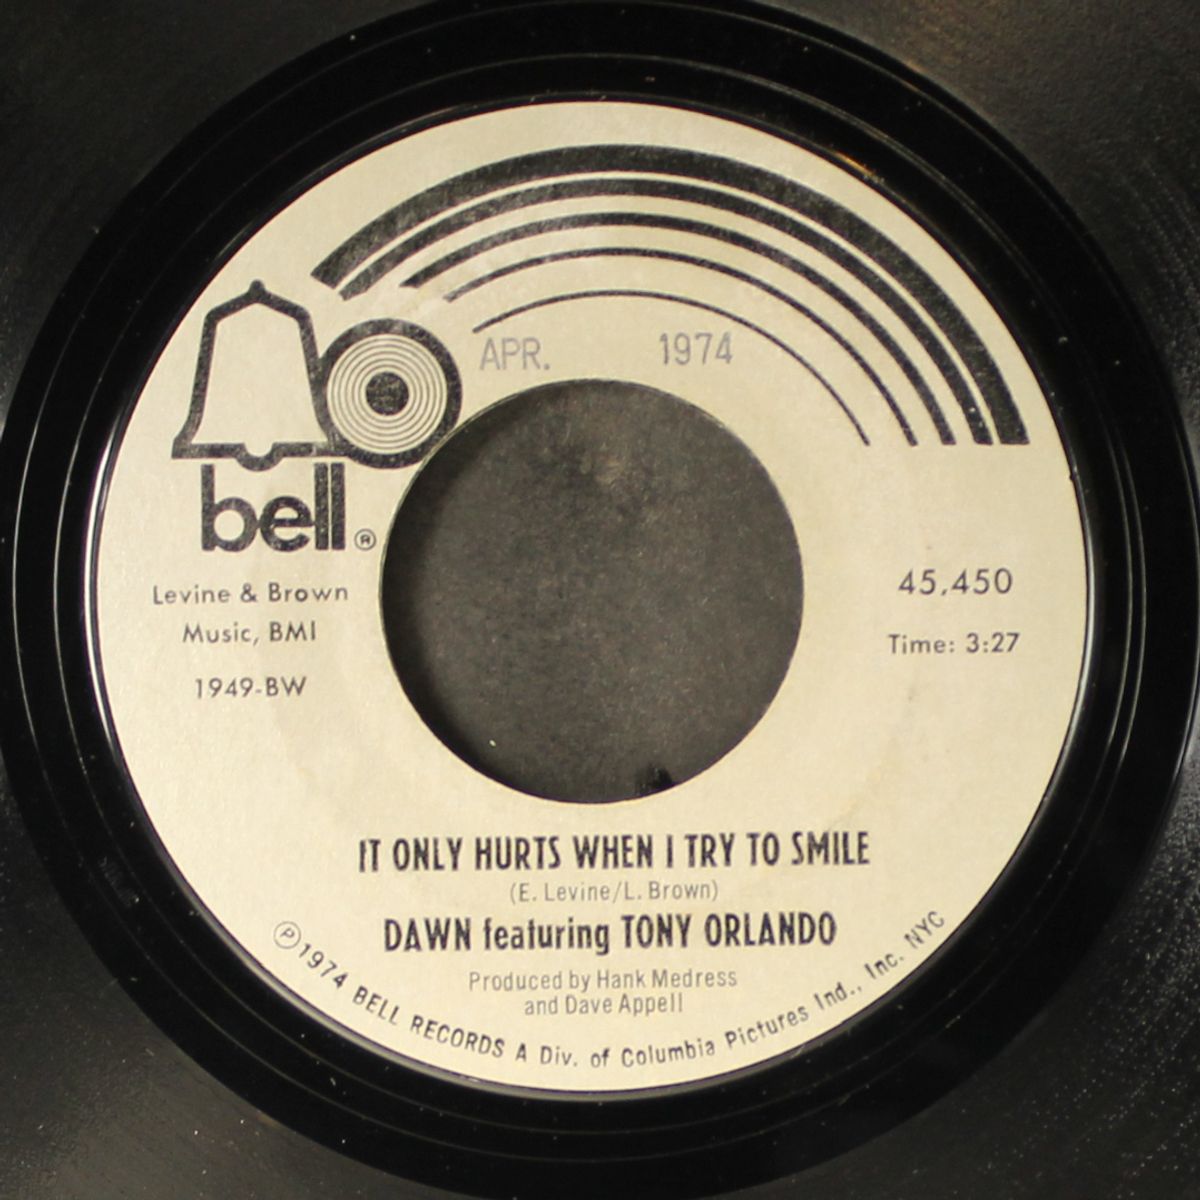 APR. 1974
bell®
Levine & Brown
Music, BMI
1949-BW
45,450
Time: 3:27
IT ONLY HURTS WHEN I TRY TO SMILE
(E. Levine/L. Brown)
DAWN featuring TONY ORLANDO
Produced by Hank Medress
and Dave Appell
℗1974 BELL RECORDS A Div. of Columbia Pictures Ind., Inc. NYC